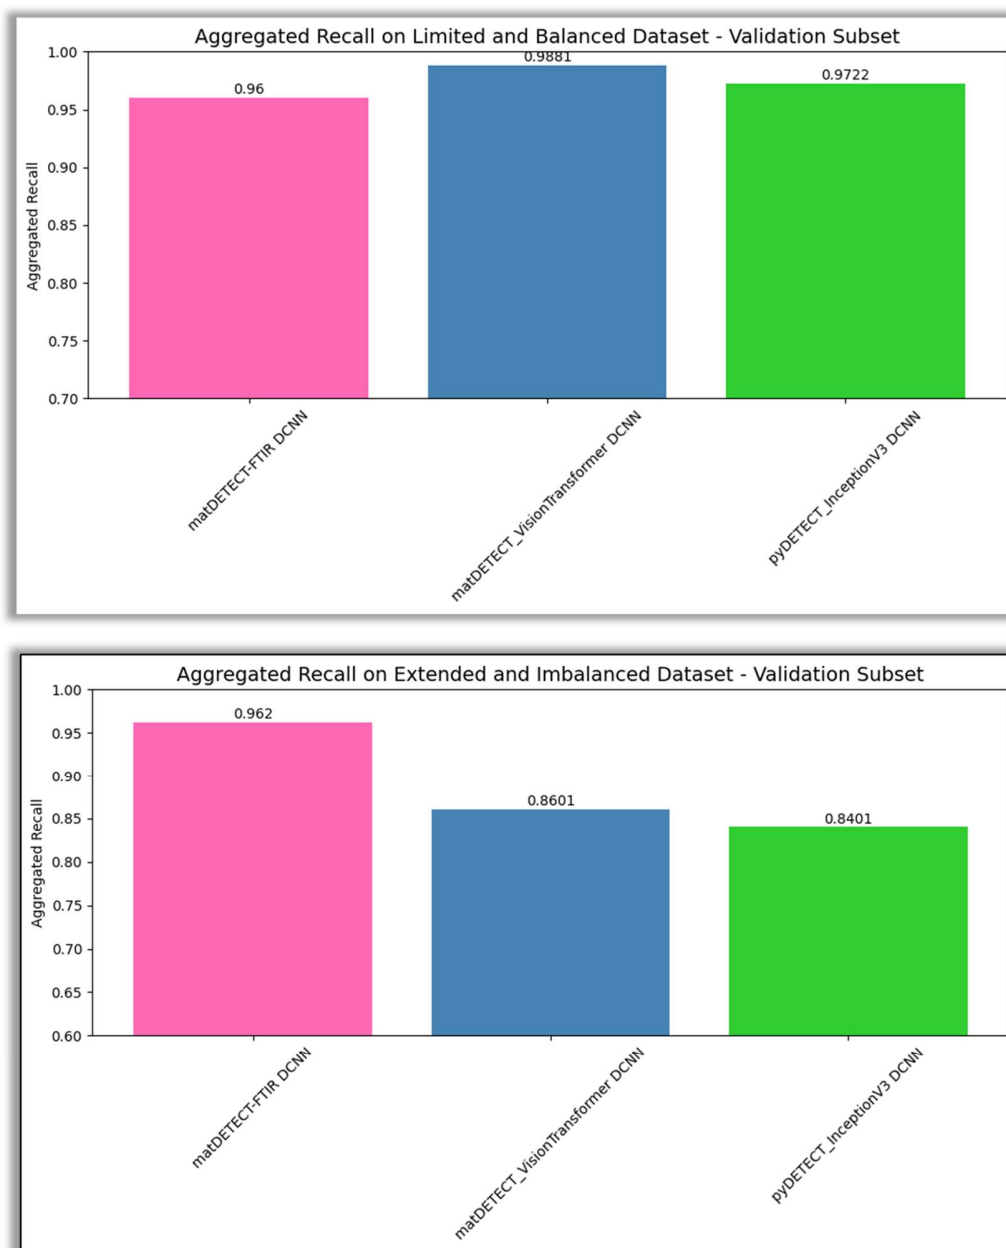 Aggregated Recall on Limited and Balanced Dataset - Validation Subset
1.00
0.95
0.90
0.85
0.80
0.75
0.70
Aggregated Recall
0.96
0.9881
0.9722
matDETECT-FTIR DCNN
matDETECT_VisionTransformer DCNN
pyDETECT_InceptionV3 DCNN
Aggregated Recall on Extended and Imbalanced Dataset - Validation Subset
1.00
0.95
0.90
0.85
0.80
0.75
0.70
0.65
0.60
Aggregated Recall
0.962
0.8601
0.8401
matDETECT-FTIR DCNN
matDETECT_VisionTransformer DCNN
pyDETECT_InceptionV3 DCNN